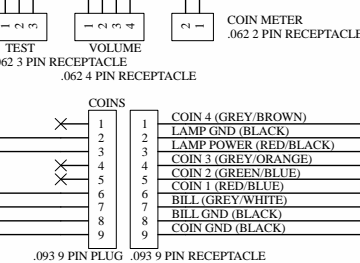 1 2 3
1 2 3 4
2 1
COIN METER
.062 2 PIN RECEPTACLE
TEST
VOLUME
062 3 PIN RECEPTACLE
.062 4 PIN RECEPTACLE
COINS
1 1 COIN 4 (GREY/BROWN)
2 2 LAMP GND (BLACK)
3 3 LAMP POWER (RED/BLACK)
4 4 COIN 3 (GREY/ORANGE)
5 5 COIN 2 (GREEN/BLUE)
6 6 COIN 1 (RED/BLUE)
7 7 BILL (GREY/WHITE)
8 8 BILL GND (BLACK)
9 9 COIN GND (BLACK)
.093 9 PIN PLUG .093 9 PIN RECEPTACLE